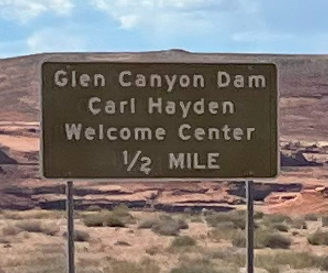 Glen Canyon Dam
Carl Hayden
Welcome Center
1/2 MILE